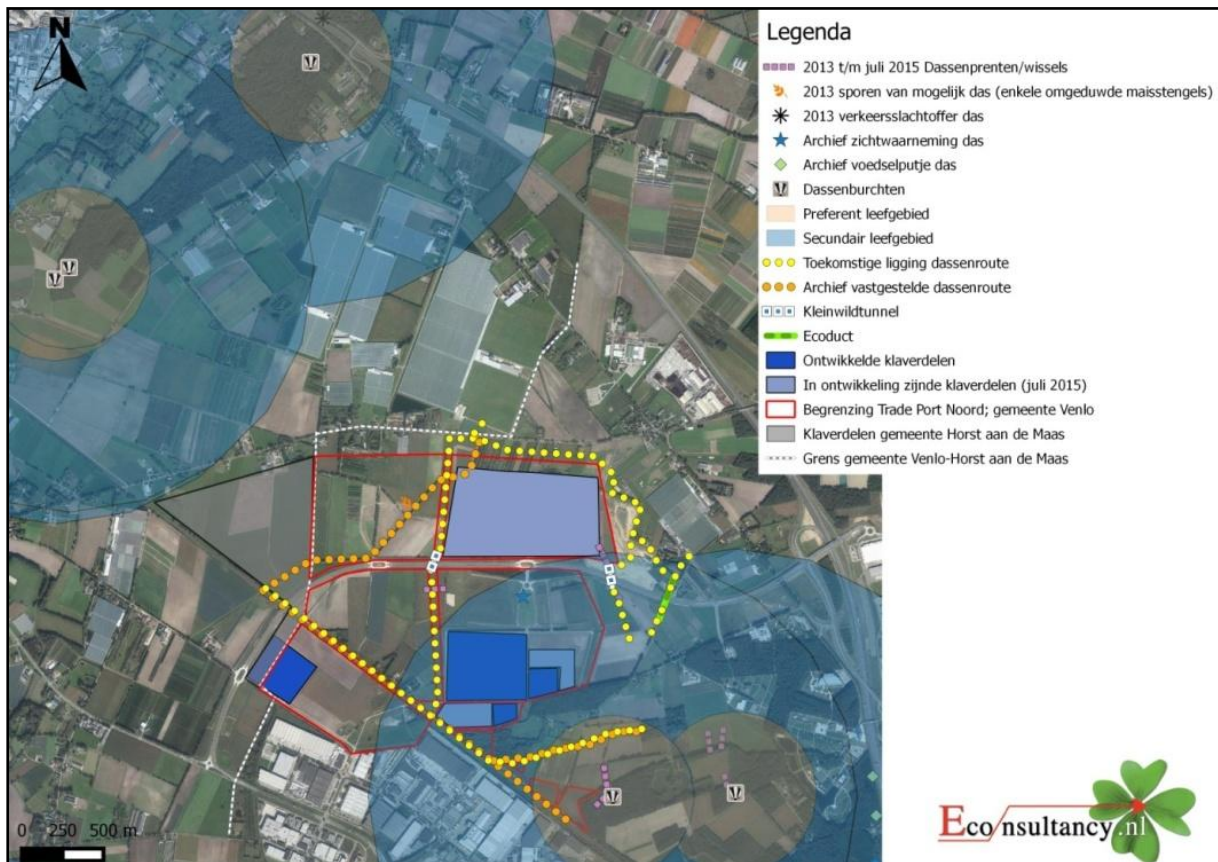 N
Legenda
2013 t/m juli 2015 Dassenprenten/wissels
2013 sporen van mogelijk das (enkele omgeduwde maisstengels)
2013 verkeersslachtoffer das
Archief zichtwaarneming das
Archief voedselputje das
Dassenburchten
Preferent leefgebied
Secundair leefgebied
Toekomstige ligging dassenroute
Archief vastgestelde dassenroute
Kleinwildtunnel
Ecoduct
Ontwikkelde klaverdelen
In ontwikkeling zijnde klaverdelen (juli 2015)
Begrenzing Trade Port Noord; gemeente Venlo
Klaverdelen gemeente Horst aan de Maas
Grens gemeente Venlo-Horst aan de Maas
0 250 500 m
Econsultancy.nl